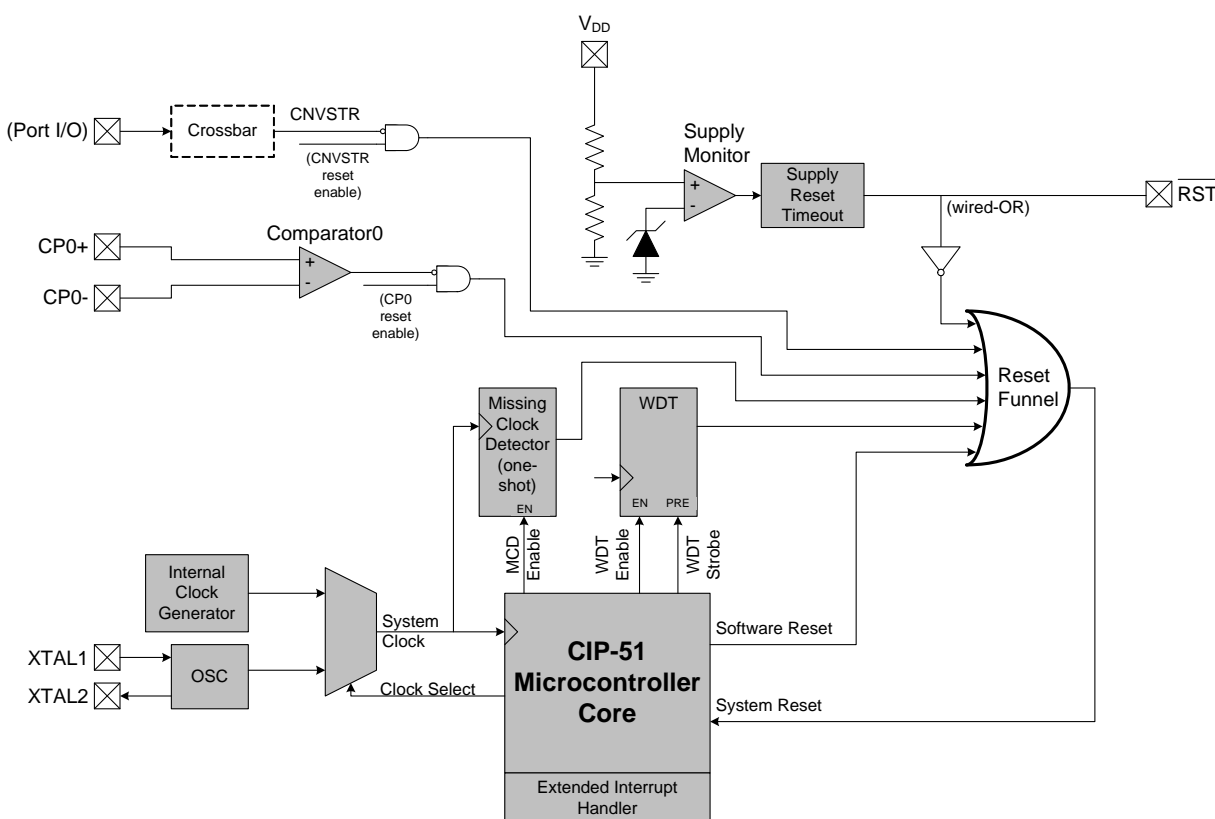 VDD
(Port I/O)
Crossbar
CNVSTR
(CNVSTR
reset
enable)
Supply
Monitor
+
-
Supply
Reset
Timeout
(wired-OR)
RST
CP0+
CP0-
Comparator0
+
-
(CP0
reset
enable)
Reset
Funnel
Missing
Clock
Detector
(one-
shot)
EN
WDT
EN
PRE
MCD
Enable
WDT
Enable
WDT
Strobe
Internal
Clock
Generator
System
Clock
XTAL1
XTAL2
OSC
Clock Select
CIP-51
Microcontroller
Core
Software Reset
System Reset
Extended Interrupt
Handler